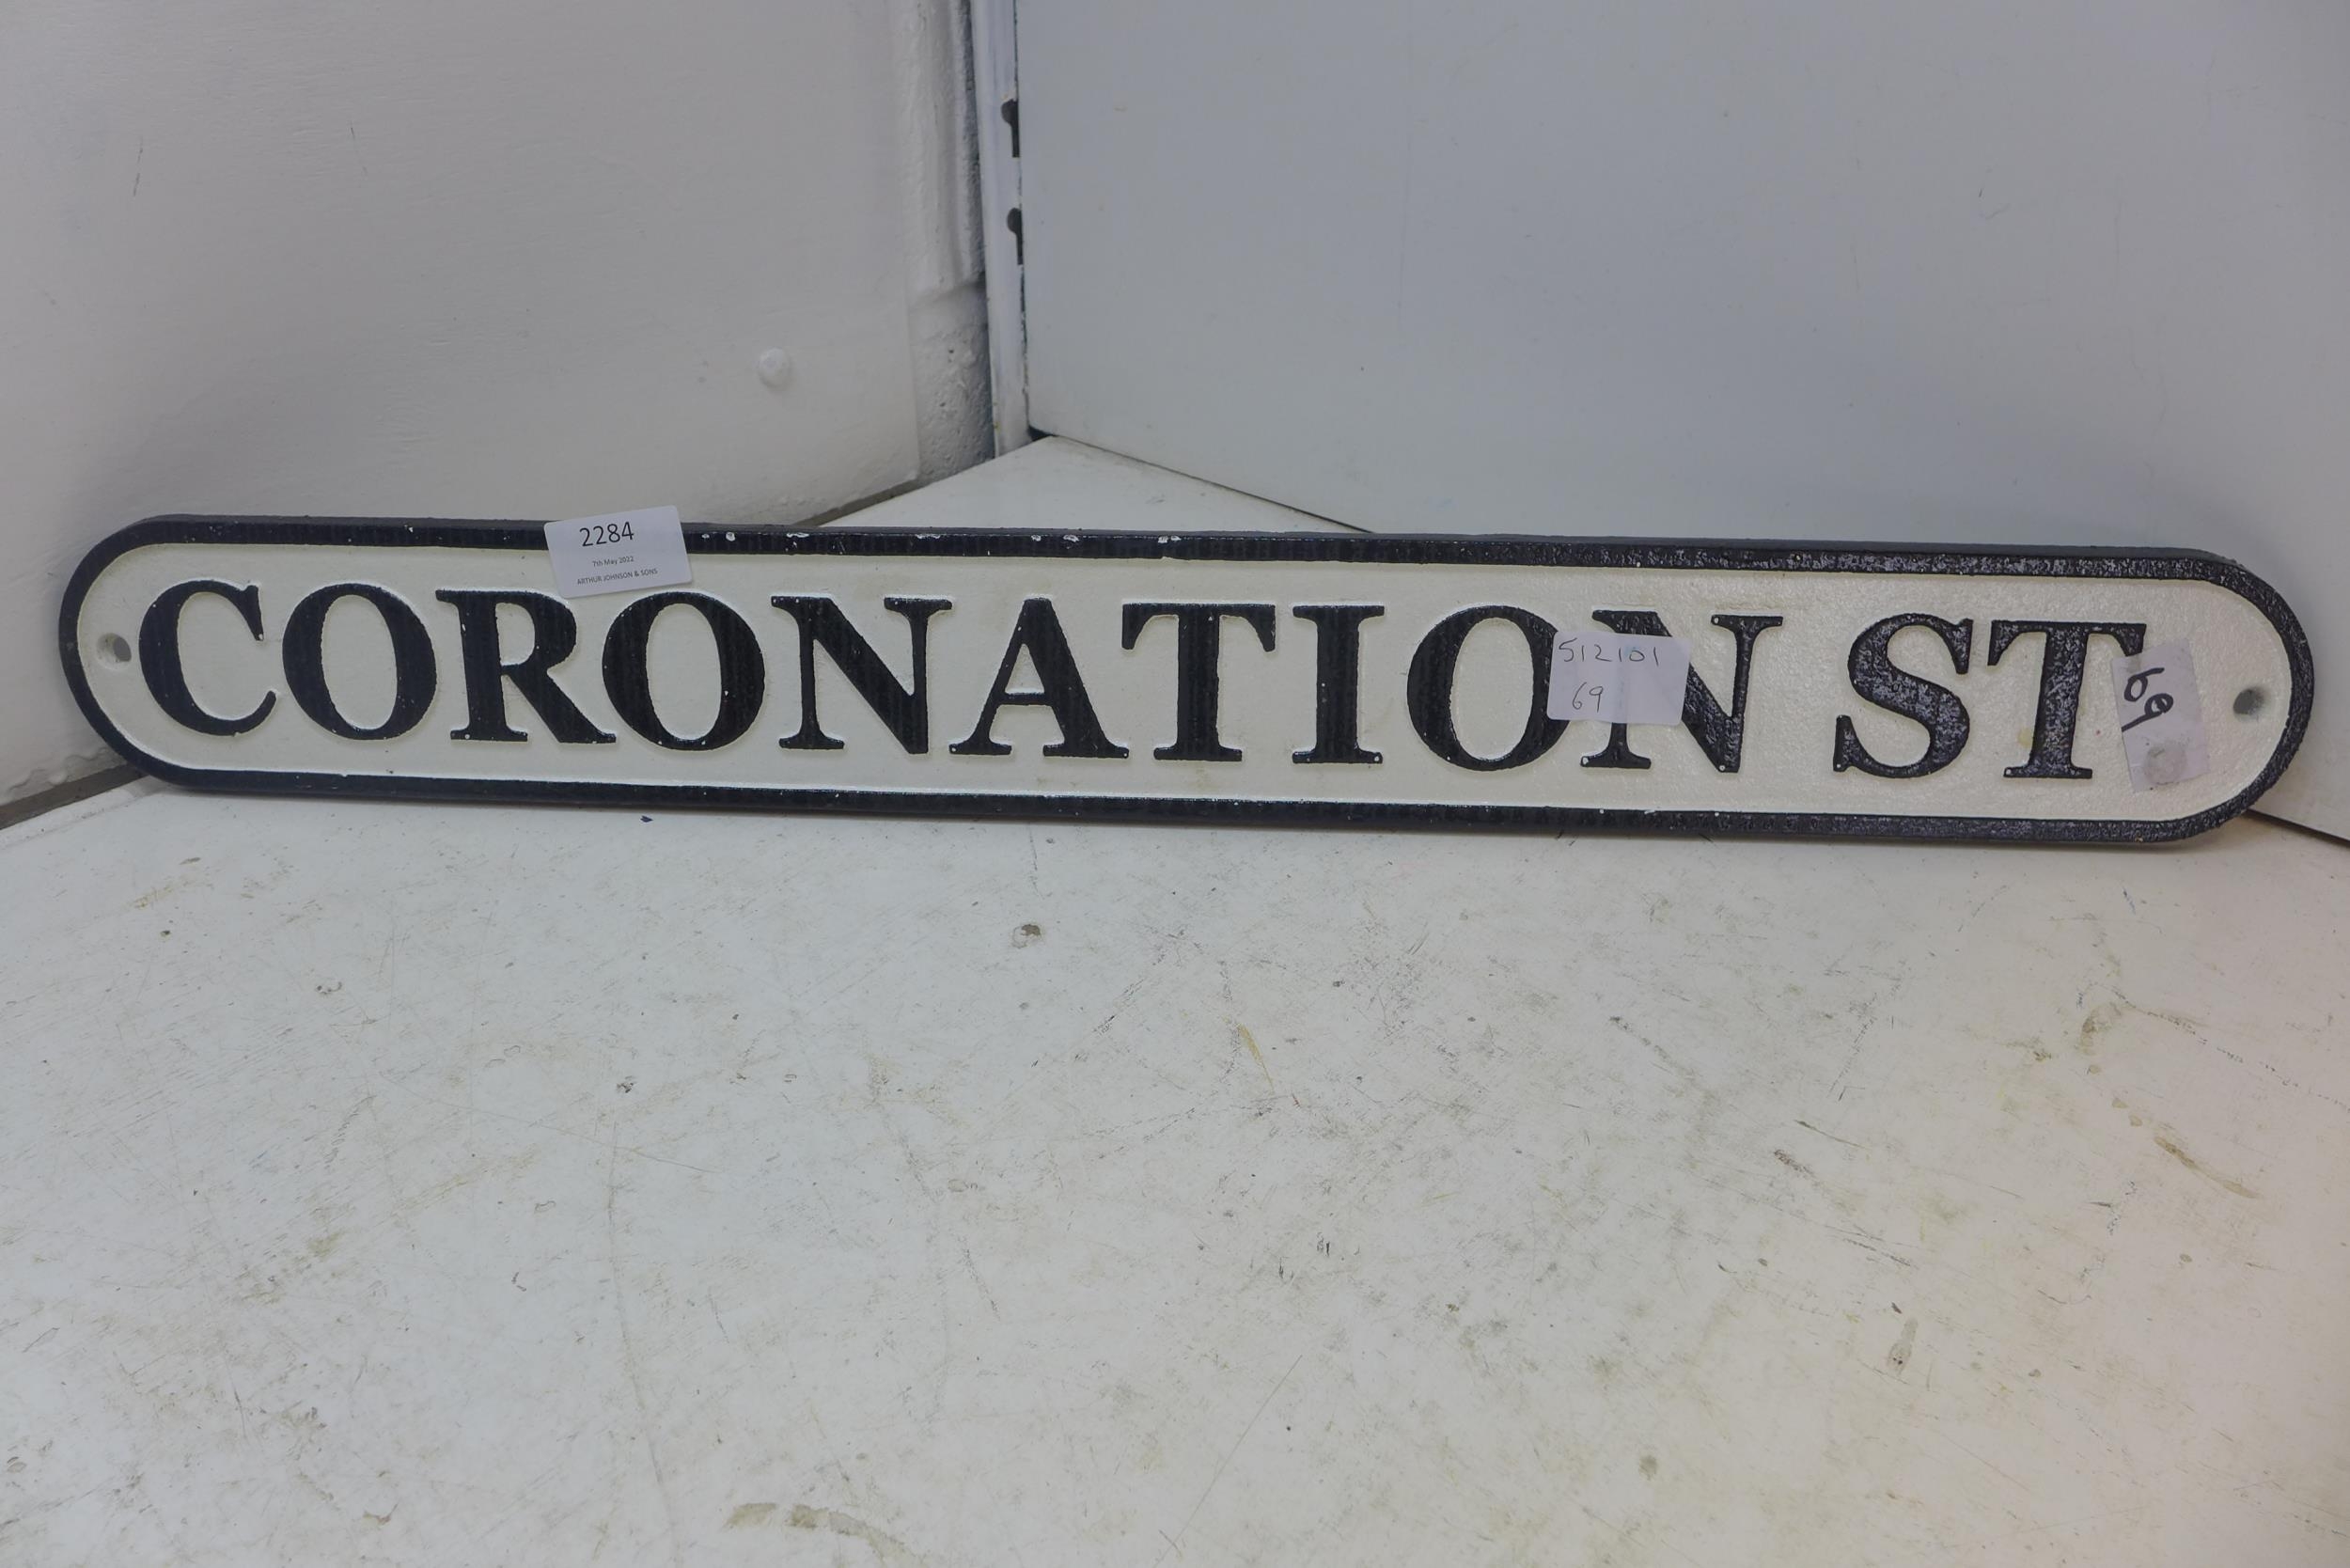 2284
7th May 2022
ARTHUR JOHNSON & SONS
CORONATION ST
512101
69
69